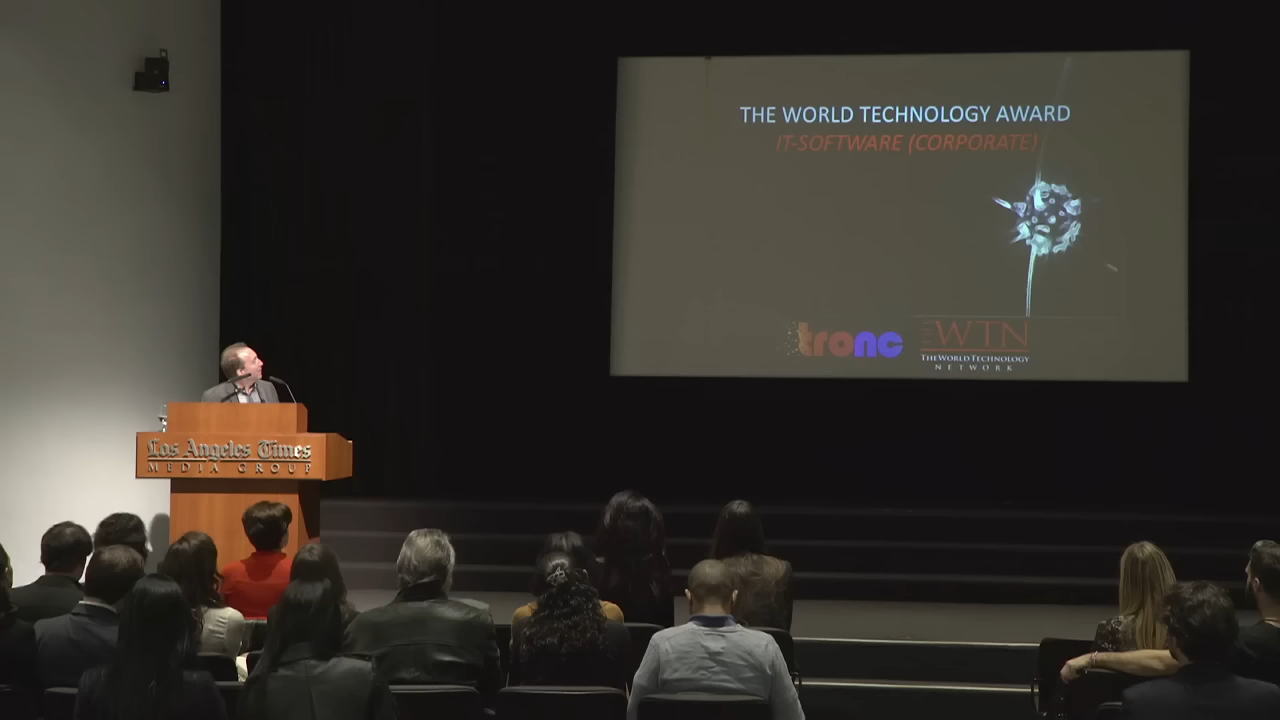 THE WORLD TECHNOLOGY AWARD
IT-SOFTWARE (CORPORATE)
tronc
WTN
THE WORLD TECHNOLOGY
NETWORK
Los Angeles Times
MEDIA GROUP